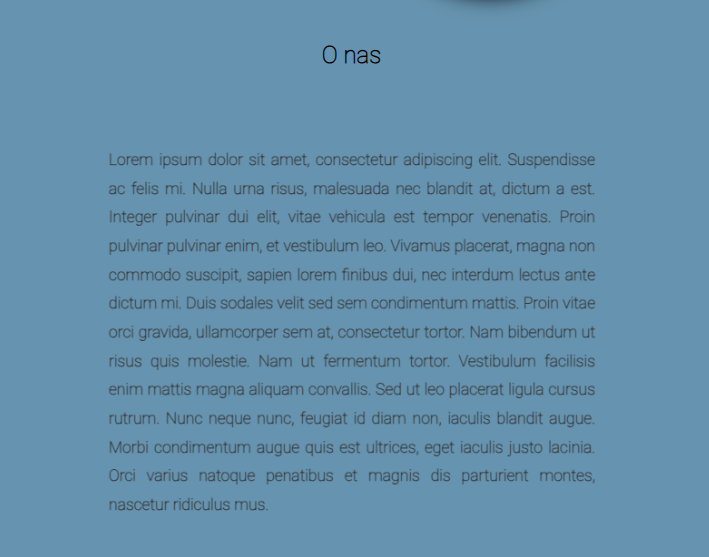 O nas
Lorem ipsum dolor sit amet, consectetur adipiscing elit. Suspendisse
ac felis mi. Nulla urna risus, malesuada nec blandit at, dictum a est.
Integer pulvinar dui elit, vitae vehicula est tempor venenatis. Proin
pulvinar pulvinar enim, et vestibulum leo. Vivamus placerat, magna non
commodo suscipit, sapien lorem finibus dui, nec interdum lectus ante
dictum mi. Duis sodales velit sed sem condimentum mattis. Proin vitae
orci gravida, ullamcorper sem at, consectetur tortor. Nam bibendum ut
risus quis molestie. Nam ut fermentum tortor. Vestibulum facilisis
enim mattis magna aliquam convallis. Sed ut leo placerat ligula cursus
rutrum. Nunc neque nunc, feugiat id diam non, iaculis blandit augue.
Morbi condimentum augue quis est ultrices, eget iaculis justo lacinia.
Orci varius natoque penatibus et magnis dis parturient montes,
nascetur ridiculus mus.